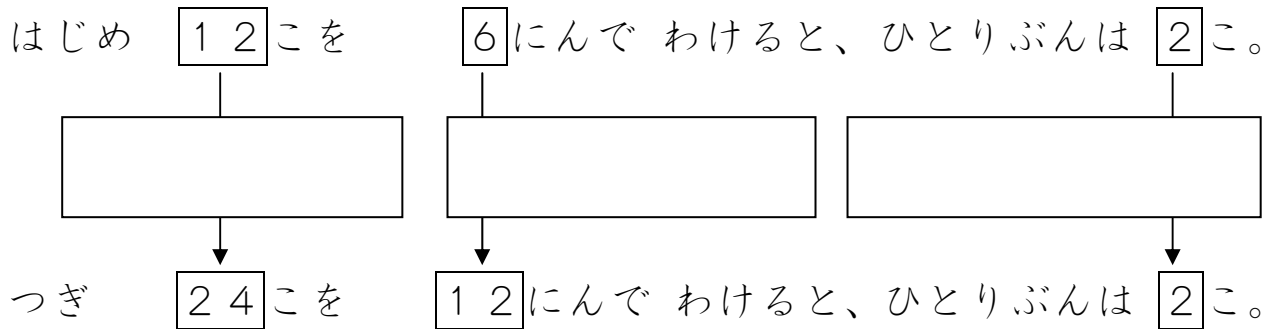 はじめ １２こを ６にんで わけると、ひとりぶんは ２こ。
つぎ ２４こを １２にんで わけると、ひとりぶんは ２こ。